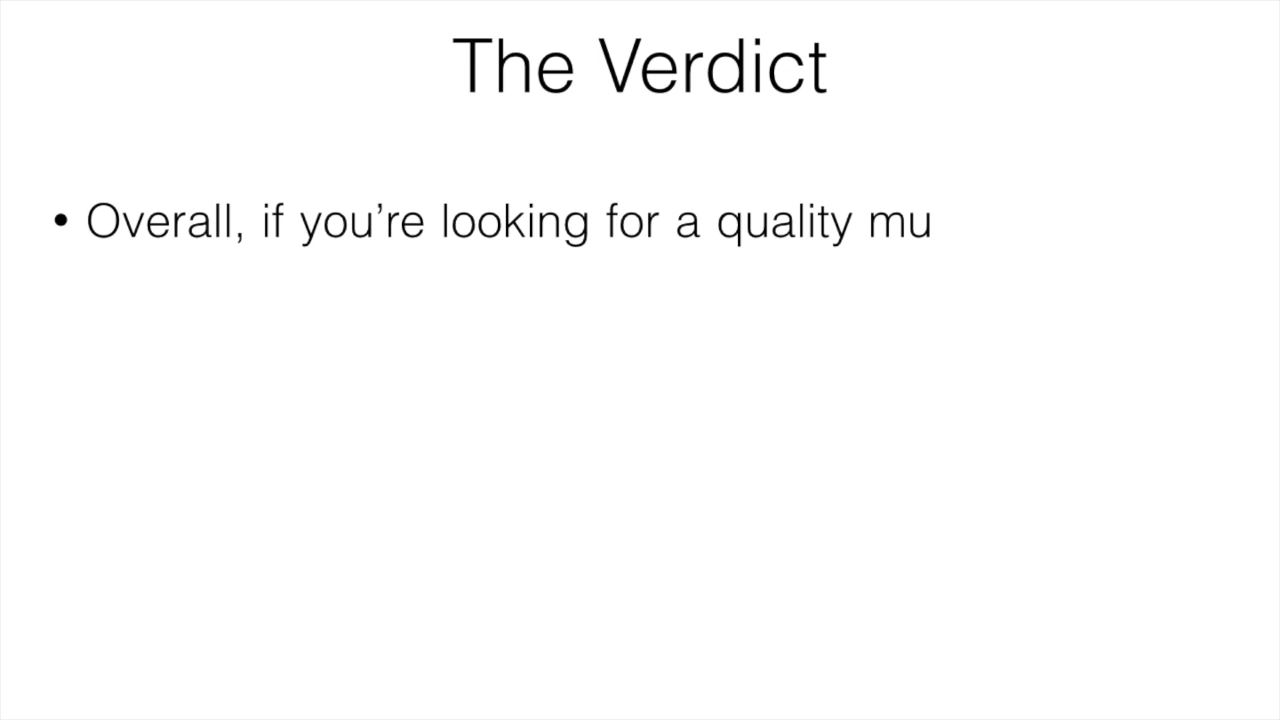 The Verdict
• Overall, if you’re looking for a quality mu